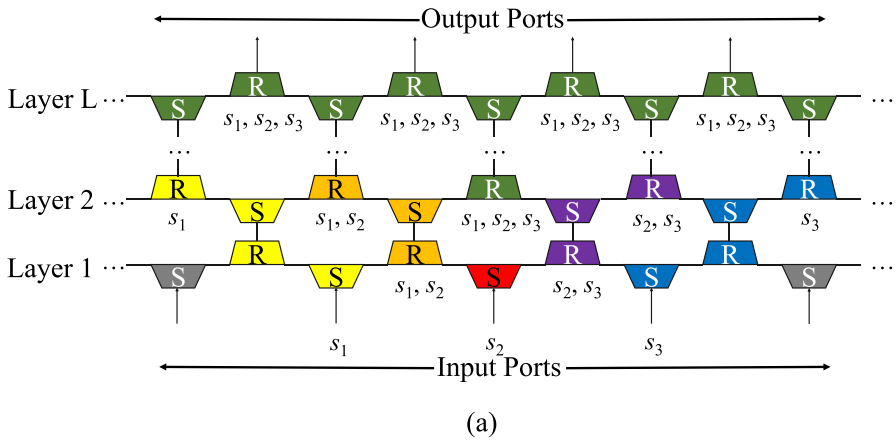 Output Ports
R R R R
Layer L ... S S S S S ...
s1, s2, s3 s1, s2, s3 s1, s2, s3 s1, s2, s3
... ... ... ... ...
R R R R R
Layer 2 ... S S S S ...
s1 s1, s2 s1, s2, s3 s2, s3 s3
R R R R
Layer 1 ... S S S S S ...
s1, s2 s2, s3
s1 s2 s3
Input Ports
(a)